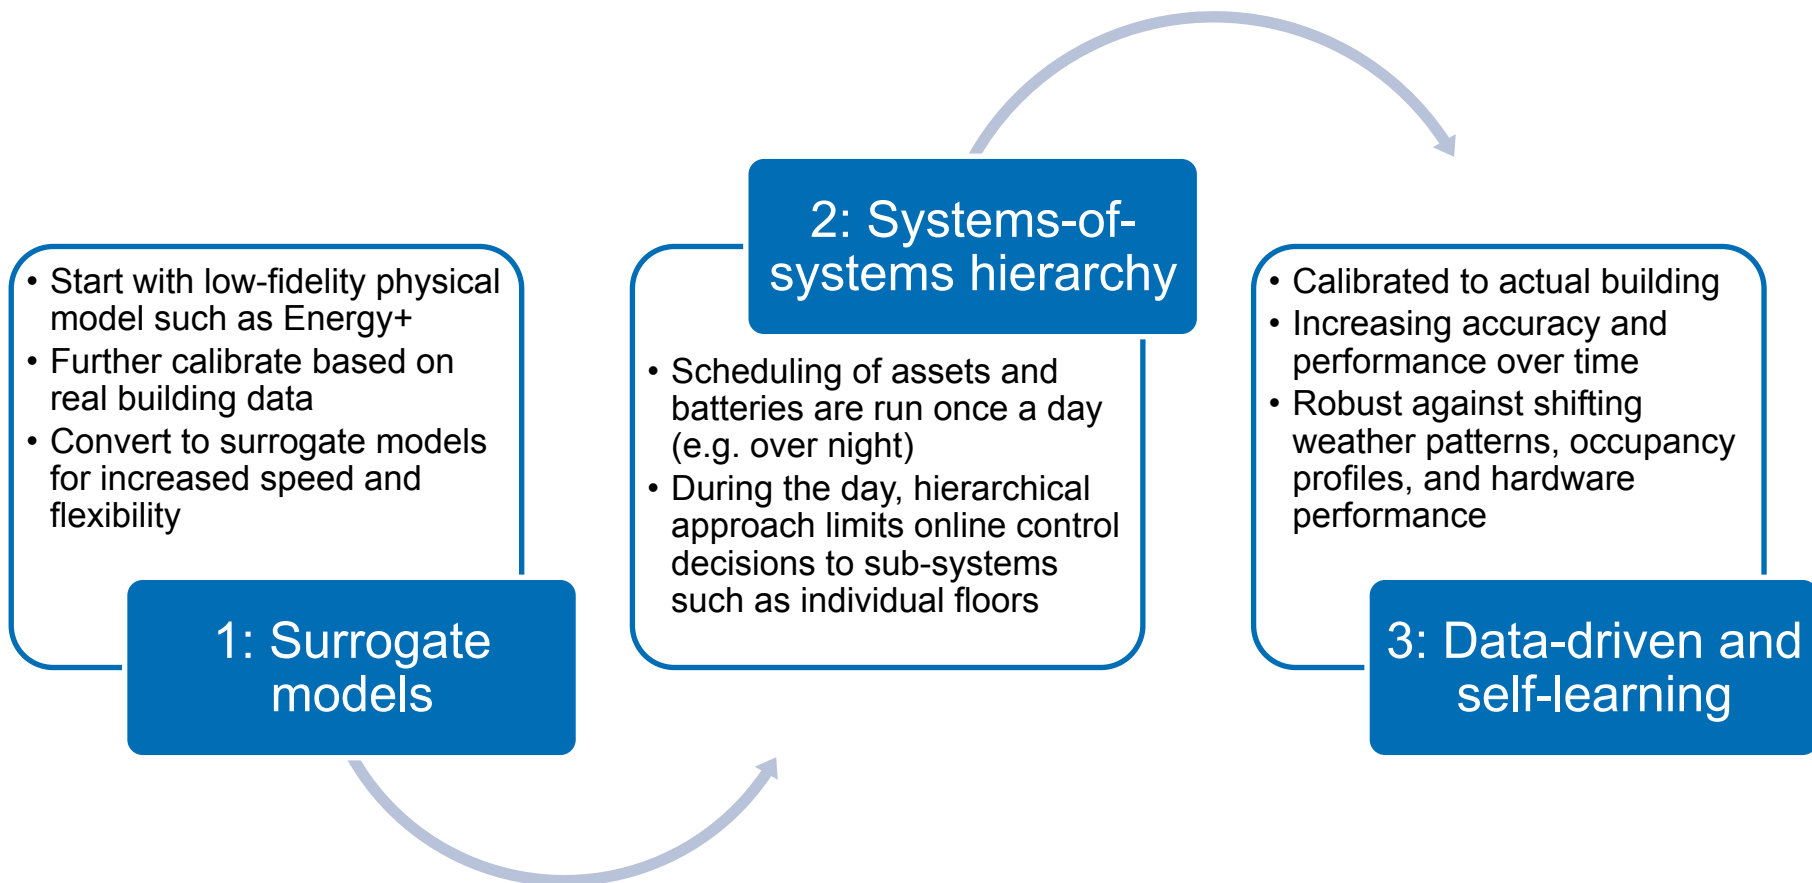 • Start with low-fidelity physical
model such as Energy+
• Further calibrate based on
real building data
• Convert to surrogate models
for increased speed and
flexibility
1: Surrogate
models
2: Systems-of-
systems hierarchy
• Scheduling of assets and
batteries are run once a day
(e.g. over night)
• During the day, hierarchical
approach limits online control
decisions to sub-systems
such as individual floors
• Calibrated to actual building
• Increasing accuracy and
performance over time
• Robust against shifting
weather patterns, occupancy
profiles, and hardware
performance
3: Data-driven and
self-learning